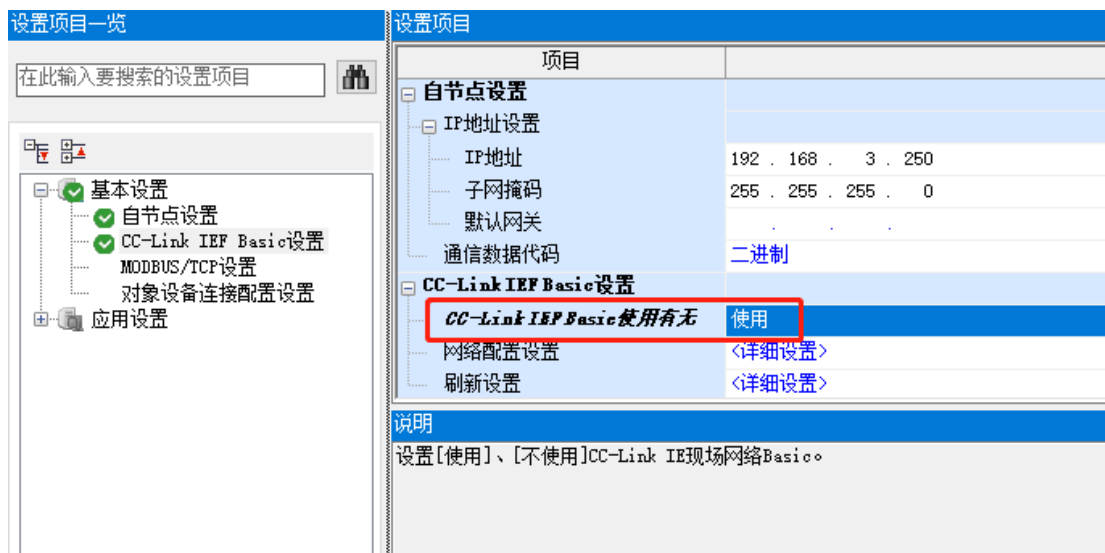 设置项目一览
在此输入要搜索的设置项目
基本设置
自节点设置
CC-Link IEF Basic设置
MODBUS/TCP设置
对象设备连接配置设置
应用设置
设置项目
项目
自节点设置
IP地址设置
IP地址 192 . 168 . 3 . 250
子网掩码 255 . 255 . 255 . 0
默认网关 . . .
通信数据代码 二进制
CC-Link IEF Basic设置
CC-Link IEF Basic使用有无 使用
网络配置设置 <详细设置>
刷新设置 <详细设置>
说明
设置[使用]、[不使用]CC-Link IE现场网络Basic。